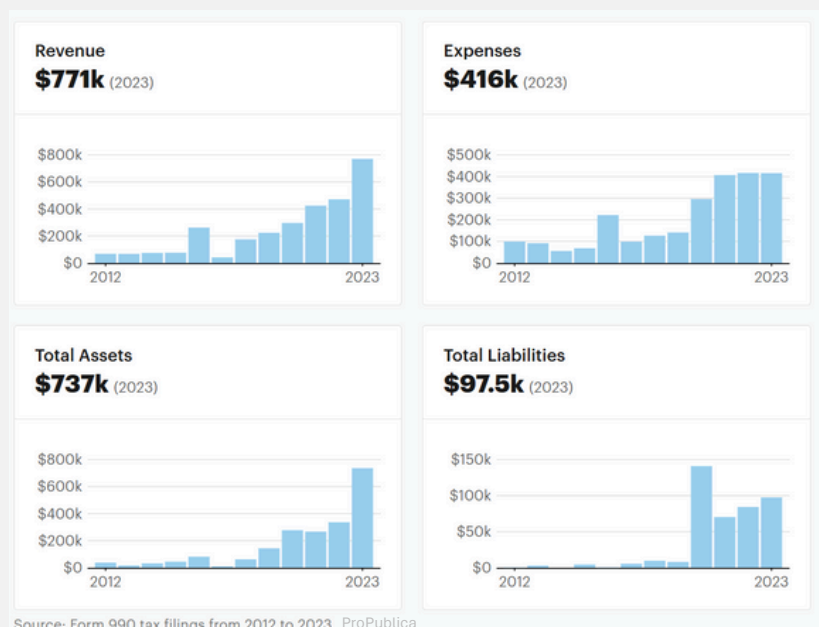 Revenue
$771k (2023)
$800k
$600k
$400k
$200k
$0
2012 2023
Expenses
$416k (2023)
$500k
$400k
$300k
$200k
$100k
$0
2012 2023
Total Assets
$737k (2023)
$800k
$600k
$400k
$200k
$0
2012 2023
Total Liabilities
$97.5k (2023)
$150k
$100k
$50k
$0
2012 2023
Source: Form 990 tax filings from 2012 to 2023 ProPublica